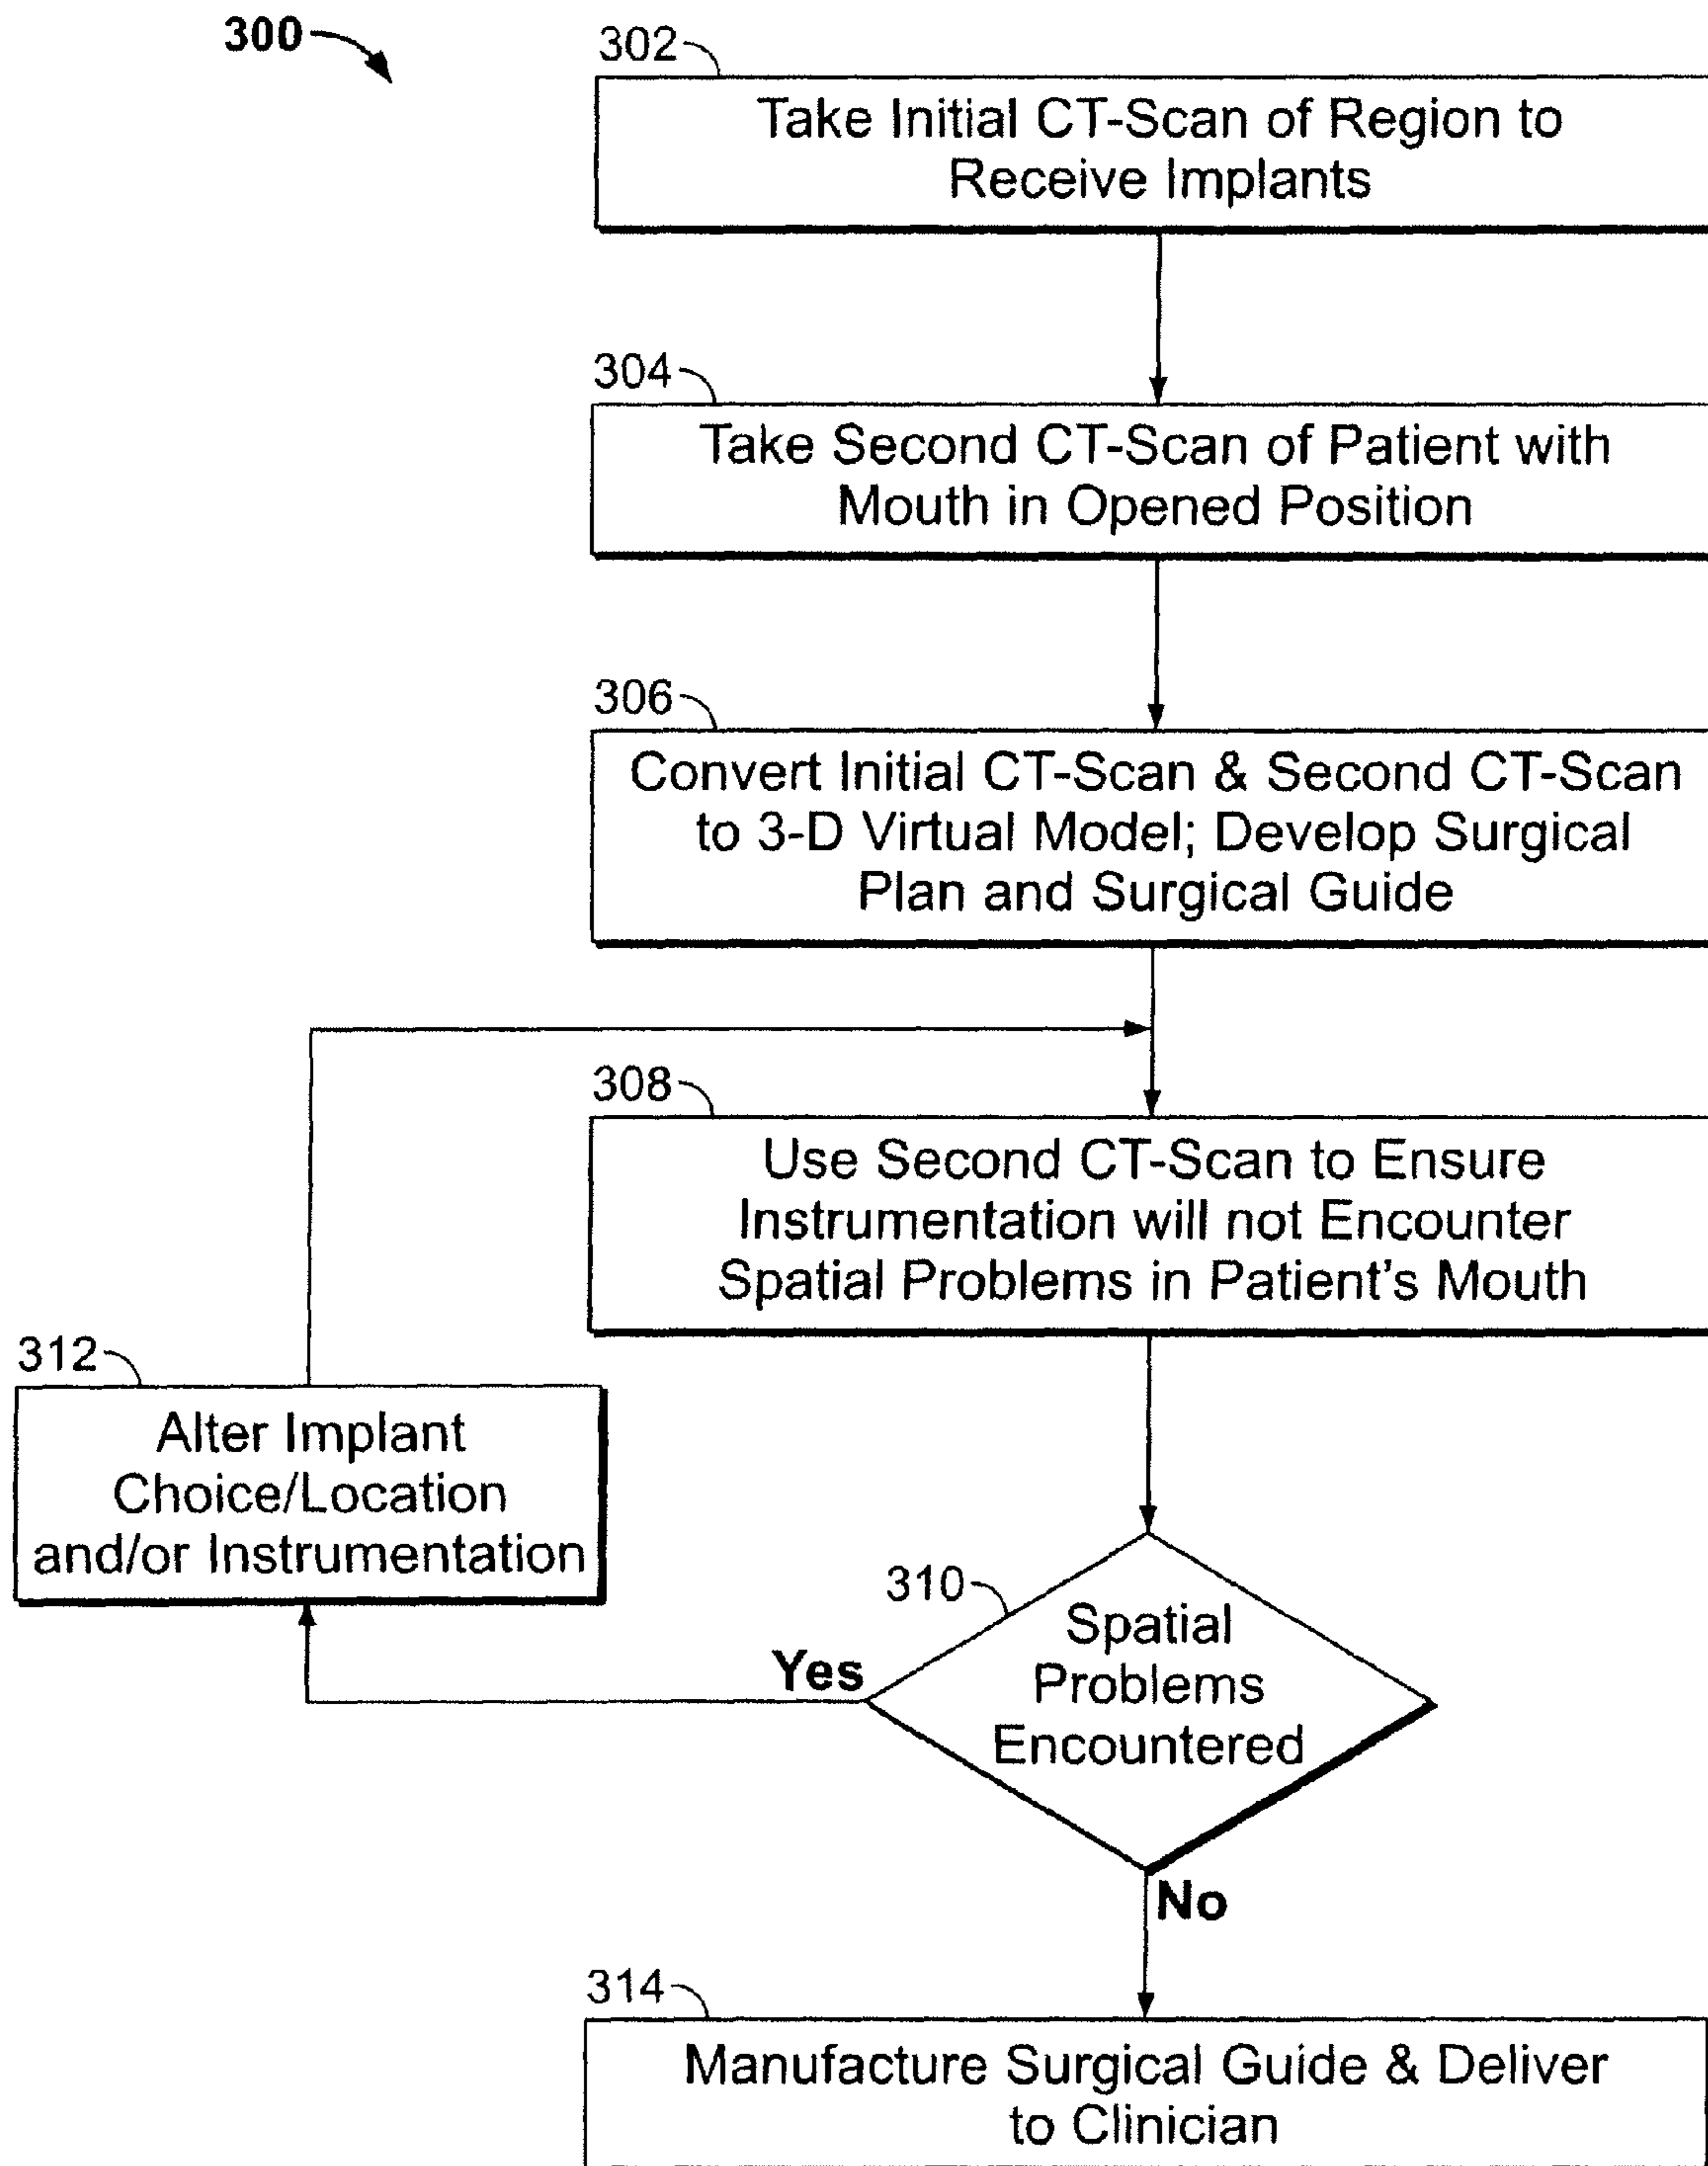 300
302
Take Initial CT-Scan of Region to
Receive Implants
304
Take Second CT-Scan of Patient with
Mouth in Opened Position
306
Convert Initial CT-Scan & Second CT-Scan
to 3-D Virtual Model; Develop Surgical
Plan and Surgical Guide
308
Use Second CT-Scan to Ensure
Instrumentation will not Encounter
Spatial Problems in Patient's Mouth
312
Alter Implant
Choice/Location
and/or Instrumentation
310
Spatial
Problems
Encountered
Yes
No
314
Manufacture Surgical Guide & Deliver
to Clinician